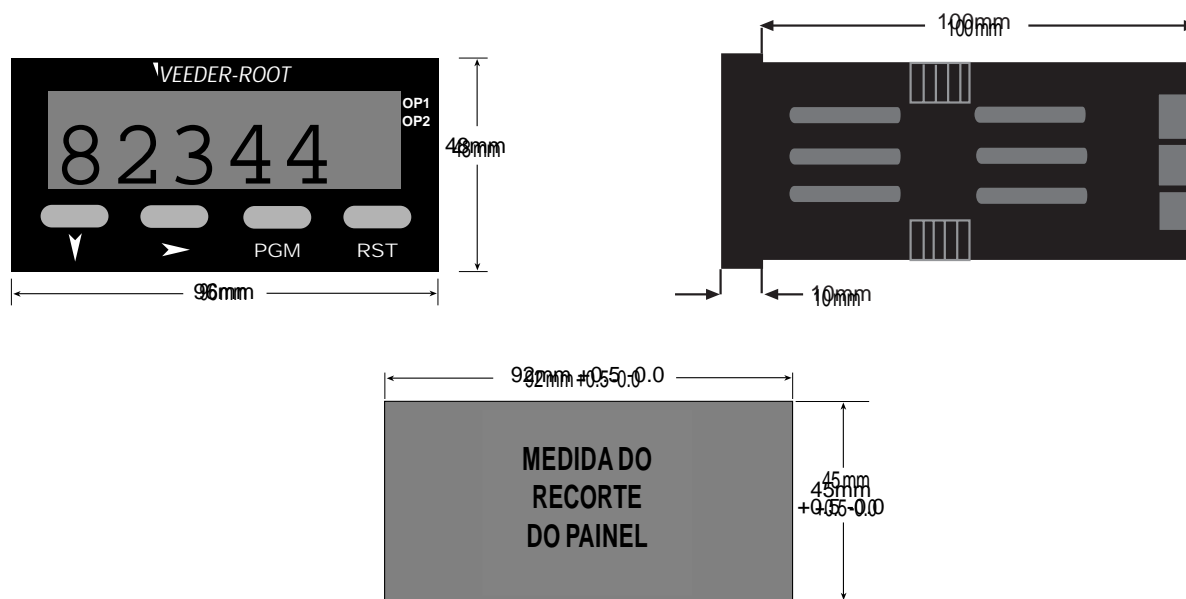 VEEDER-ROOT
OP1
OP2
82344
PGM
RST
48mm
96mm
100mm
10mm
92mm +0.5 -0.0
MEDIDA DO
RECORTE
DO PAINEL
45mm
+0.5 -0.0